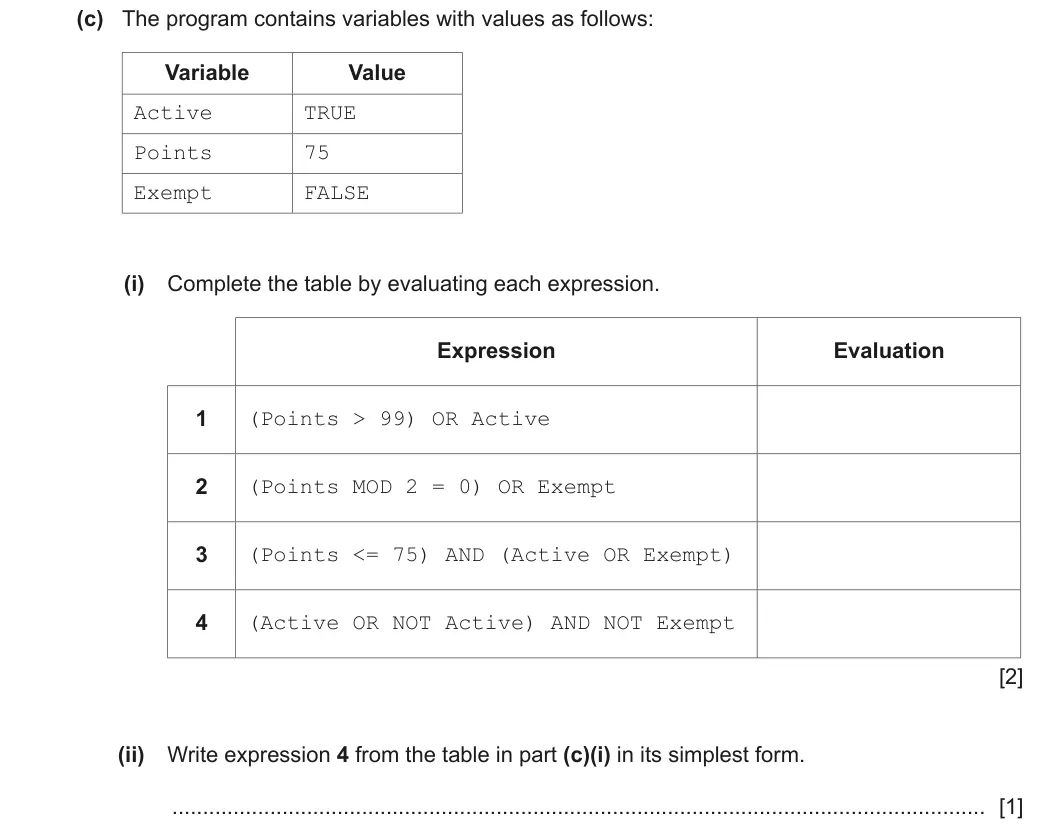 (c) The program contains variables with values as follows:
Variable Value
Active TRUE
Points 75
Exempt FALSE
(i) Complete the table by evaluating each expression.
Expression Evaluation
1 (Points > 99) OR Active
2 (Points MOD 2 = 0) OR Exempt
3 (Points <= 75) AND (Active OR Exempt)
4 (Active OR NOT Active) AND NOT Exempt
[2]
(ii) Write expression 4 from the table in part (c)(i) in its simplest form.
...................................................................................................................................... [1]